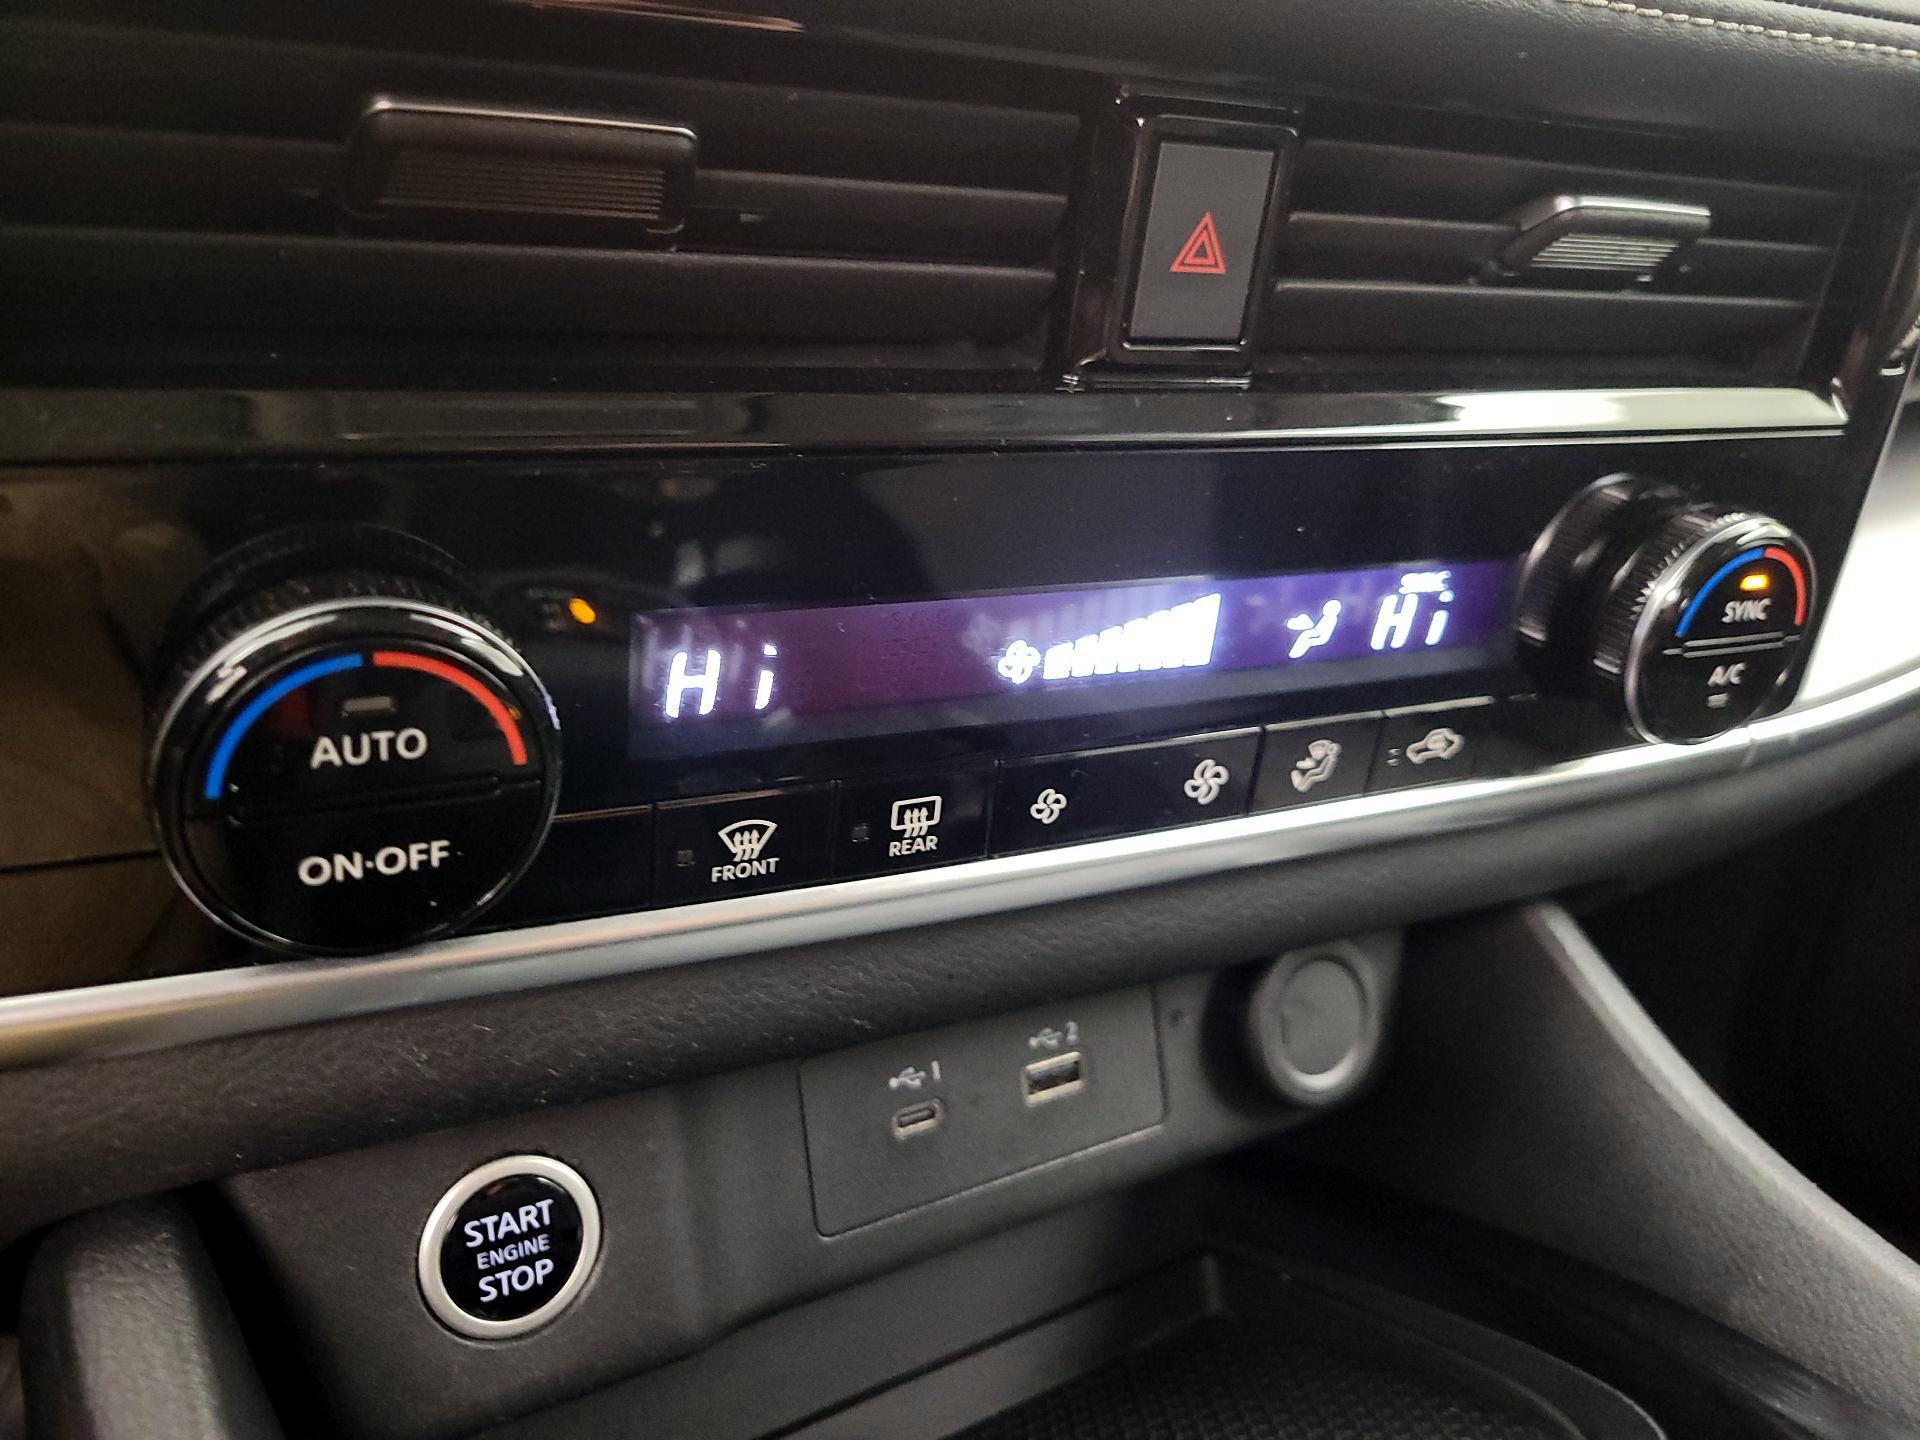 SYNC
Hi
Hi
SYNC
A/C
AUTO
ON·OFF
FRONT
REAR
1
2
START
ENGINE
STOP